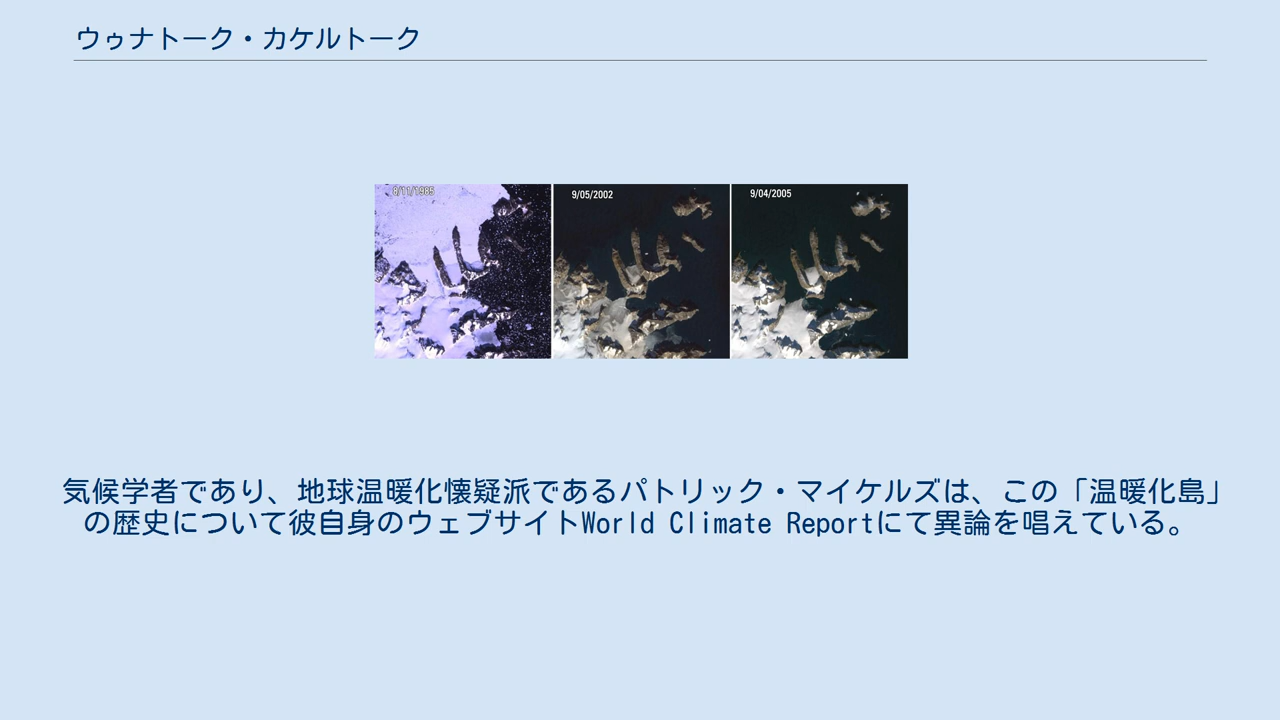 ウゥナトーク・カケルトーク
8/11/1985
9/05/2002
9/04/2005
気候学者であり、地球温暖化懐疑派であるパトリック・マイケルズは、この「温暖化島」
の歴史について彼自身のウェブサイトWorld Climate Reportにて異論を唱えている。